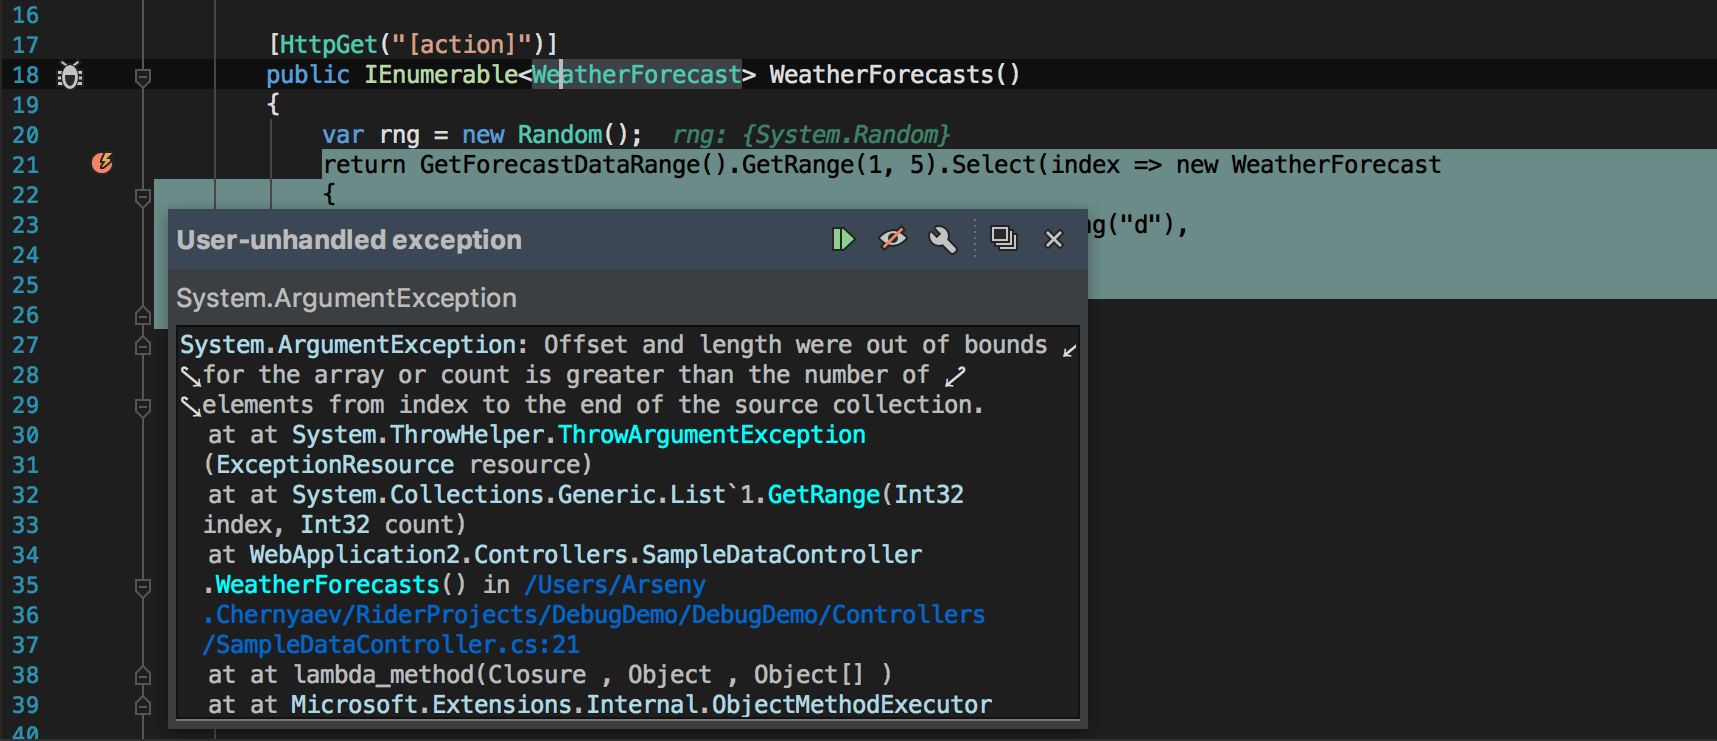 16
17 [HttpGet("[action]")]
18 public IEnumerable<WeatherForecast> WeatherForecasts()
19 {
20 var rng = new Random(); rng: {System.Random}
21 return GetForecastDataRange().GetRange(1, 5).Select(index => new WeatherForecast
22 {
23 ng("d"),
24
25
26
27
28
29
30
31
32
33
34
35
36
37
38
39
40
User-unhandled exception
System.ArgumentException
System.ArgumentException: Offset and length were out of bounds
for the array or count is greater than the number of
elements from index to the end of the source collection.
at at System.ThrowHelper.ThrowArgumentException
(ExceptionResource resource)
at at System.Collections.Generic.List`1.GetRange(Int32
index, Int32 count)
at WebApplication2.Controllers.SampleDataController
.WeatherForecasts() in /Users/Arseny
.Chernyaev/RiderProjects/DebugDemo/DebugDemo/Controllers
/SampleDataController.cs:21
at at lambda_method(Closure , Object , Object[] )
at at Microsoft.Extensions.Internal.ObjectMethodExecutor